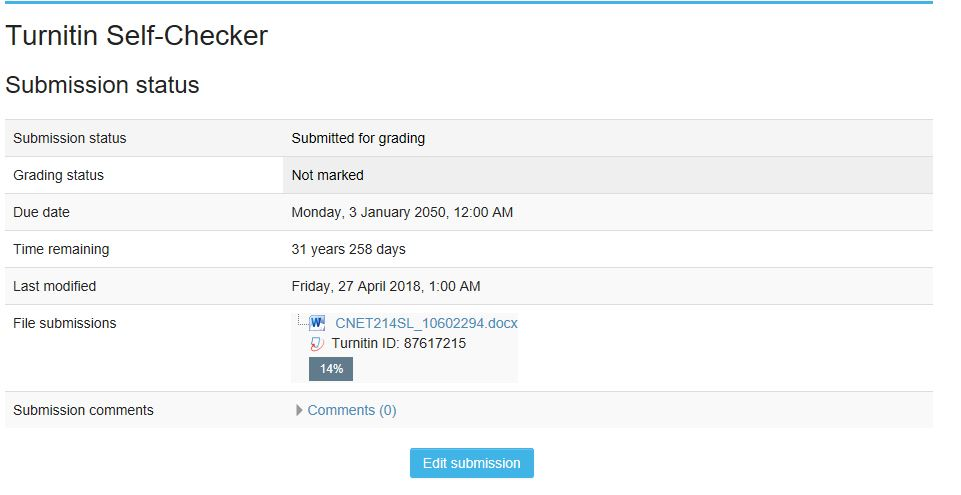 Turnitin Self-Checker
Submission status
Submission status Submitted for grading
Grading status Not marked
Due date Monday, 3 January 2050, 12:00 AM
Time remaining 31 years 258 days
Last modified Friday, 27 April 2018, 1:00 AM
File submissions CNET214SL_10602294.docx
Turnitin ID: 87617215
14%
Submission comments Comments (0)
Edit submission